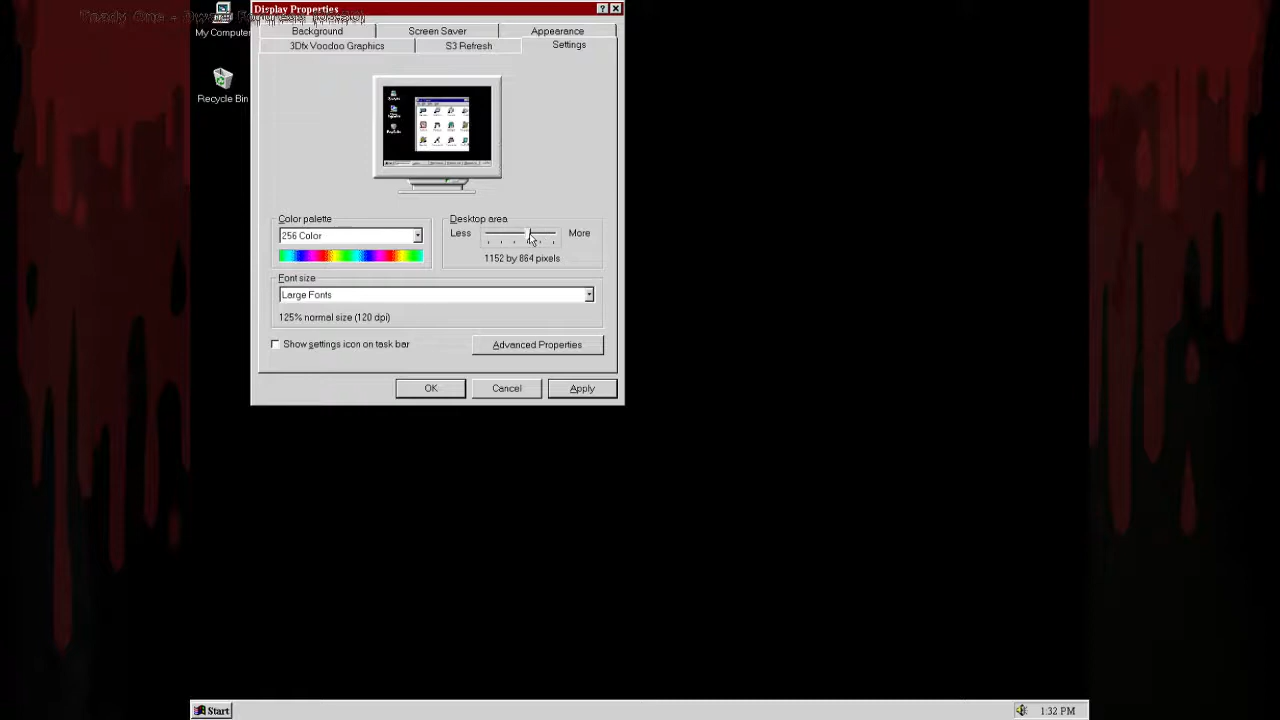 Display Properties
My Computer
Recycle Bin
Background
Screen Saver
Appearance
3Dfx Voodoo Graphics
S3 Refresh
Settings
Color palette
256 Color
Desktop area
Less
More
1152 by 864 pixels
Font size
Large Fonts
125% normal size (120 dpi)
Show settings icon on task bar
Advanced Properties
OK
Cancel
Apply
Start
1:32 PM